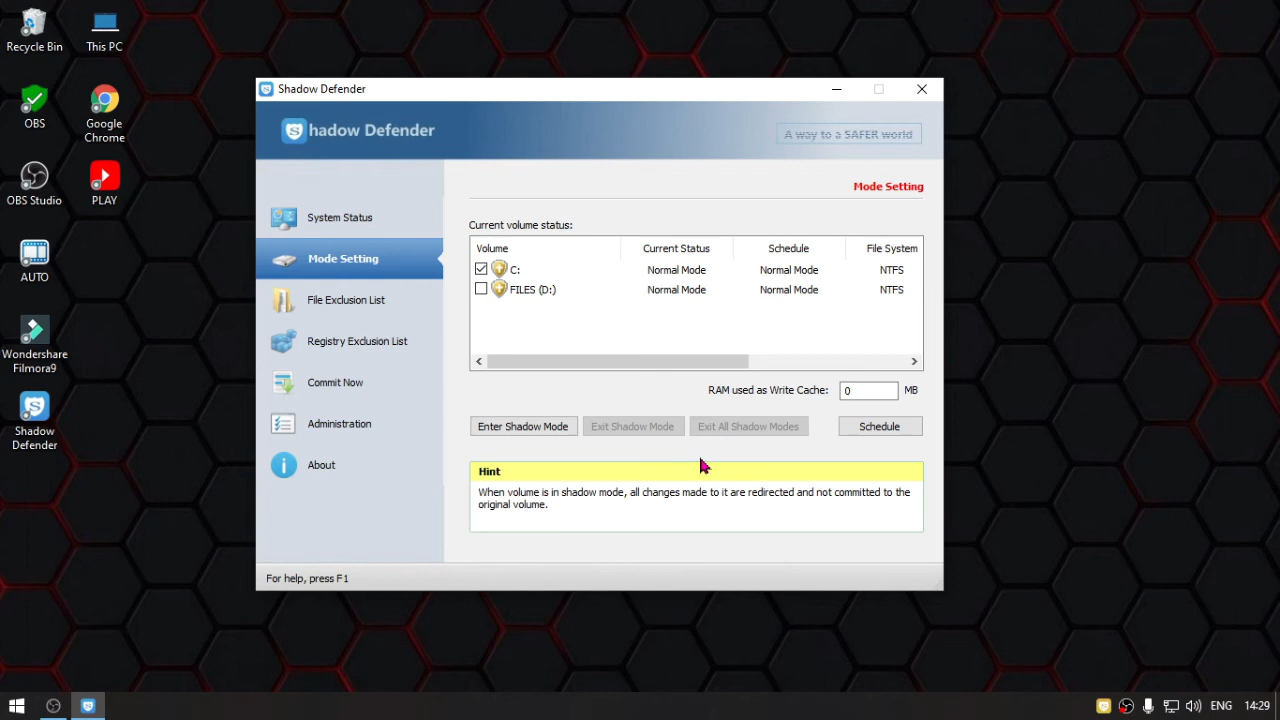 Recycle Bin
This PC
OBS
Google
Chrome
OBS Studio
PLAY
AUTO
Wondershare
Filmora9
Shadow
Defender
Shadow Defender
Shadow Defender
A way to a SAFER world
System Status
Mode Setting
File Exclusion List
Registry Exclusion List
Commit Now
Administration
About
Mode Setting
Current volume status:
Volume Current Status Schedule File System
C: Normal Mode Normal Mode NTFS
FILES (D:) Normal Mode Normal Mode NTFS
RAM used as Write Cache: 0 MB
Enter Shadow Mode Exit Shadow Mode Exit All Shadow Modes Schedule
Hint
When volume is in shadow mode, all changes made to it are redirected and not committed to the
original volume.
For help, press F1
ENG 14:29